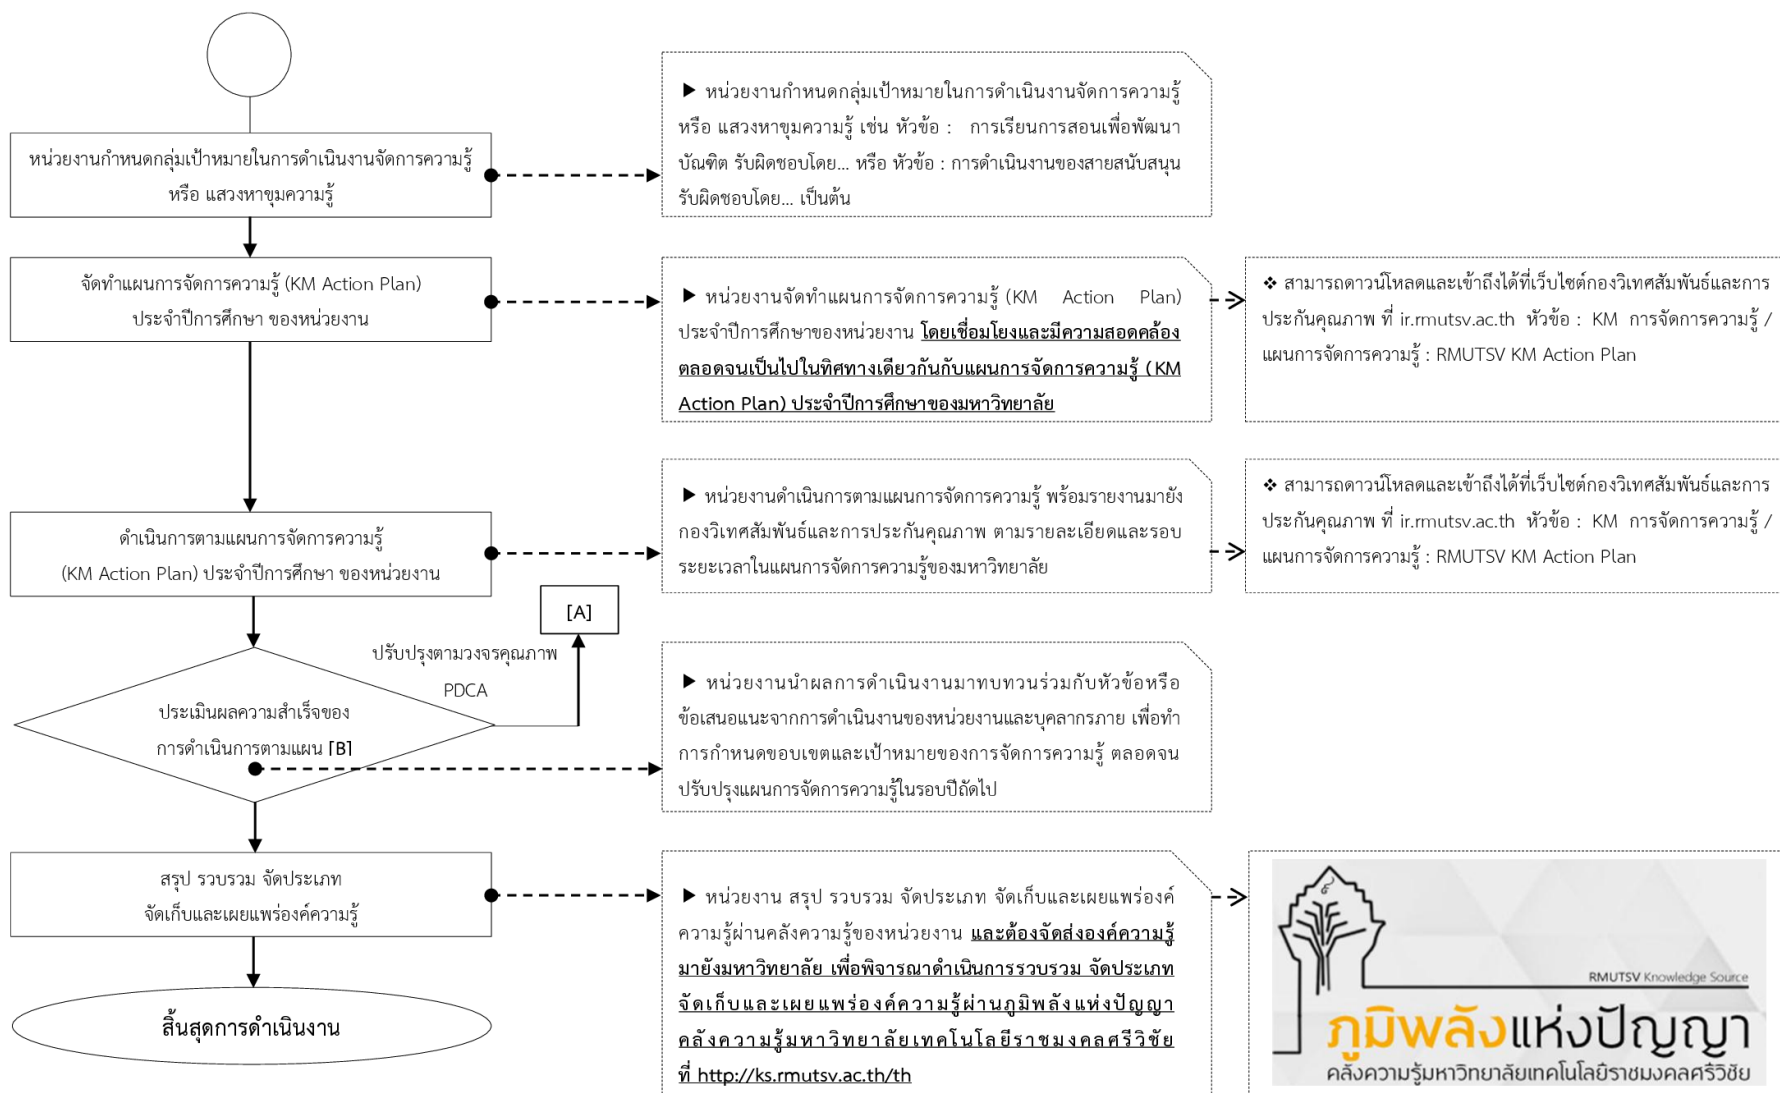 หน่วยงานกำหนดกลุ่มเป้าหมายในการดำเนินงานจัดการความรู้
หรือ แสวงหาขุมความรู้
▶ หน่วยงานกำหนดกลุ่มเป้าหมายในการดำเนินงานจัดการความรู้
หรือ แสวงหาขุมความรู้ เช่น หัวข้อ : การเรียนการสอนเพื่อพัฒนา
บัณฑิต รับผิดชอบโดย... หรือ หัวข้อ : การดำเนินงานของสายสนับสนุน
รับผิดชอบโดย... เป็นต้น
จัดทำแผนการจัดการความรู้ (KM Action Plan)
ประจำปีการศึกษา ของหน่วยงาน
▶ หน่วยงานจัดทำแผนการจัดการความรู้ (KM Action Plan)
ประจำปีการศึกษาของหน่วยงาน โดยเชื่อมโยงและมีความสอดคล้อง
ตลอดจนเป็นไปในทิศทางเดียวกันกับแผนการจัดการความรู้ (KM
Action Plan) ประจำปีการศึกษาของมหาวิทยาลัย
❖ สามารถดาวน์โหลดและเข้าถึงได้ที่เว็บไซต์กองวิเทศสัมพันธ์และการ
ประกันคุณภาพ ที่ ir.rmutsv.ac.th หัวข้อ : KM การจัดการความรู้ /
แผนการจัดการความรู้ : RMUTSV KM Action Plan
ดำเนินการตามแผนการจัดการความรู้
(KM Action Plan) ประจำปีการศึกษา ของหน่วยงาน
▶ หน่วยงานดำเนินการตามแผนการจัดการความรู้ พร้อมรายงานมายัง
กองวิเทศสัมพันธ์และการประกันคุณภาพ ตามรายละเอียดและรอบ
ระยะเวลาในแผนการจัดการความรู้ของมหาวิทยาลัย
❖ สามารถดาวน์โหลดและเข้าถึงได้ที่เว็บไซต์กองวิเทศสัมพันธ์และการ
ประกันคุณภาพ ที่ ir.rmutsv.ac.th หัวข้อ : KM การจัดการความรู้ /
แผนการจัดการความรู้ : RMUTSV KM Action Plan
[A]
ปรับปรุงตามวงจรคุณภาพ
PDCA
ประเมินผลความสำเร็จของ
การดำเนินการตามแผน [B]
▶ หน่วยงานนำผลการดำเนินงานมาทบทวนร่วมกับหัวข้อหรือ
ข้อเสนอแนะจากการดำเนินงานของหน่วยงานและบุคลากรภาย เพื่อทำ
การกำหนดขอบเขตและเป้าหมายของการจัดการความรู้ ตลอดจน
ปรับปรุงแผนการจัดการความรู้ในรอบปีถัดไป
สรุป รวบรวม จัดประเภท
จัดเก็บและเผยแพร่องค์ความรู้
▶ หน่วยงาน สรุป รวบรวม จัดประเภท จัดเก็บและเผยแพร่องค์
ความรู้ผ่านคลังความรู้ของหน่วยงาน และต้องจัดส่งองค์ความรู้
มายังมหาวิทยาลัย เพื่อพิจารณาดำเนินการรวบรวม จัดประเภท
จัดเก็บและเผยแพร่องค์ความรู้ผ่านภูมิพลังแห่งปัญญา
คลังความรู้มหาวิทยาลัยเทคโนโลยีราชมงคลศรีวิชัย
ที่ http://ks.rmutsv.ac.th/th
RMUTSV Knowledge Source
ภูมิพลังแห่งปัญญา
คลังความรู้มหาวิทยาลัยเทคโนโลยีราชมงคลศรีวิชัย
สิ้นสุดการดำเนินงาน